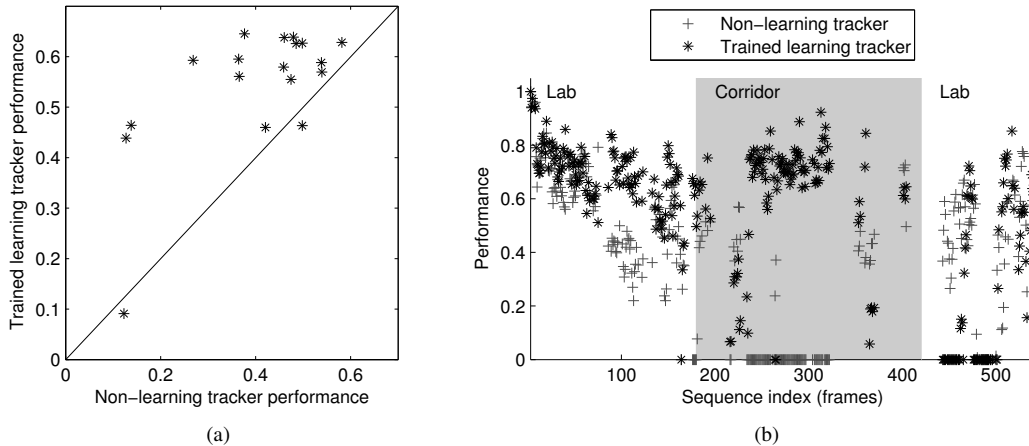 0.6
0.5
0.4
0.3
0.2
0.1
0
0
0.2
0.4
0.6
Trained learning tracker performance
Non−learning tracker performance
(a)
Non−learning tracker
Trained learning tracker
1
0.8
0.6
0.4
0.2
0
Lab
Corridor
Lab
Performance
100
200
300
400
500
Sequence index (frames)
(b)